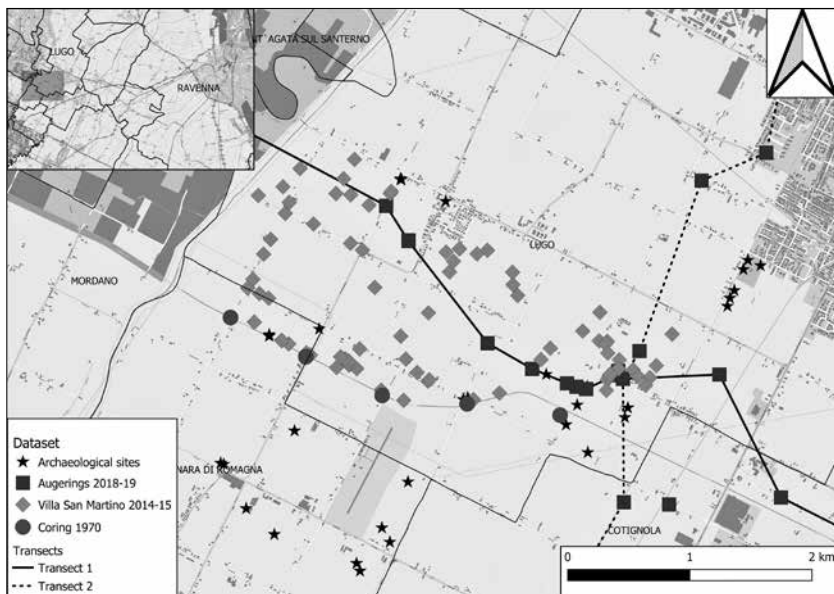 LUGO
RAVENNA
T`AGATA SUL SANTERNO
LUGO
MORDANO
NARA DI ROMAGNA
COTIGNOLA
Dataset
Archaeological sites
Augerings 2018-19
Villa San Martino 2014-15
Coring 1970
Transects
Transect 1
Transect 2
0 1 2 km